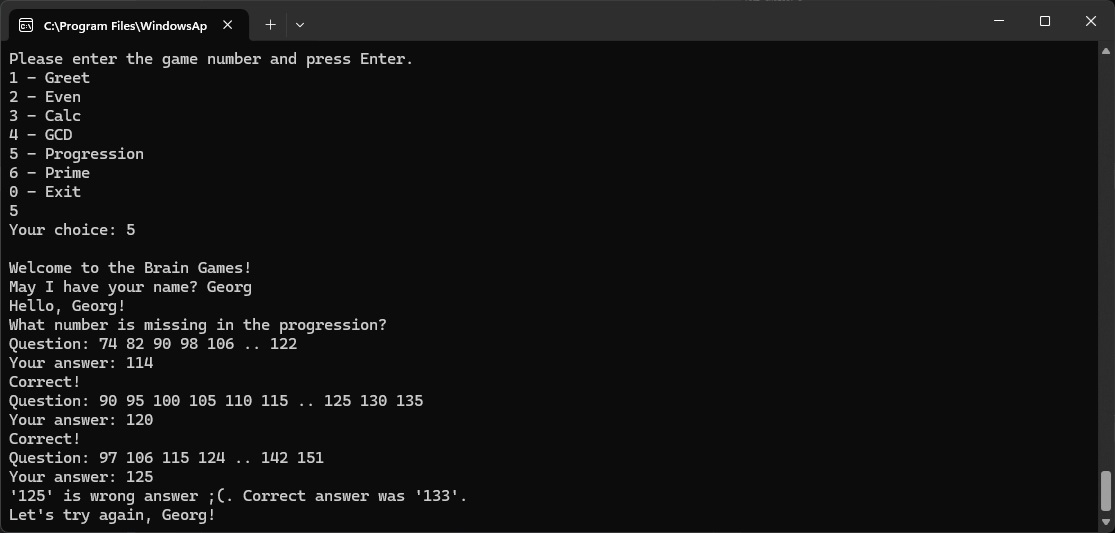 C:\Program Files\WindowsAp
Please enter the game number and press Enter.
1 - Greet
2 - Even
3 - Calc
4 - GCD
5 - Progression
6 - Prime
0 - Exit
5
Your choice: 5
Welcome to the Brain Games!
May I have your name? Georg
Hello, Georg!
What number is missing in the progression?
Question: 74 82 90 98 106 .. 122
Your answer: 114
Correct!
Question: 90 95 100 105 110 115 .. 125 130 135
Your answer: 120
Correct!
Question: 97 106 115 124 .. 142 151
Your answer: 125
'125' is wrong answer ;(. Correct answer was '133'.
Let's try again, Georg!